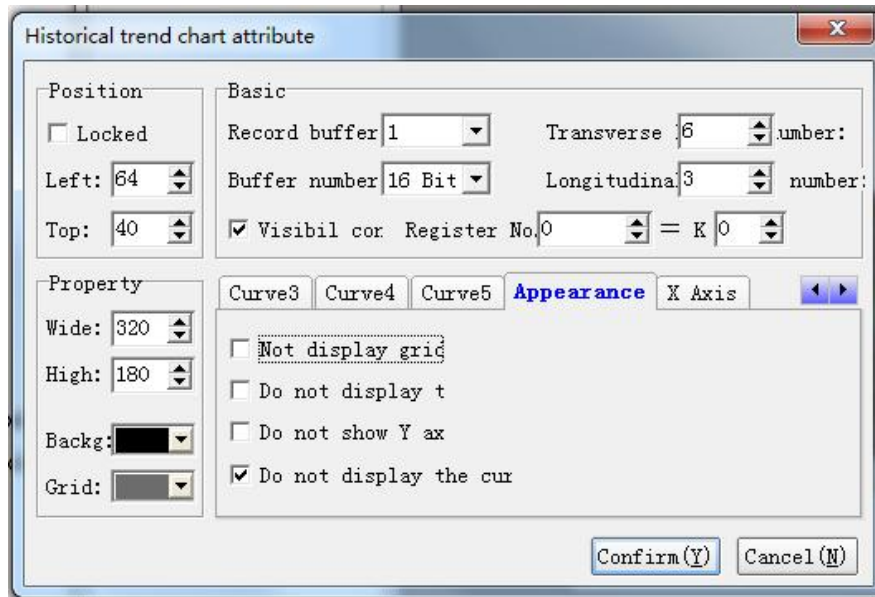 Historical trend chart attribute
Position
Locked
Left: 64
Top: 40
Basic
Record buffer 1
Transverse l 6 umber:
Buffer number 16 Bit
Longitudinal 3 number:
Visibil cor Register No. 0 = K 0
Property
Wide: 320
High: 180
Backg:
Grid:
Curve3 Curve4 Curve5 Appearance X Axis
Not display grid
Do not display t
Do not show Y ax
Do not display the cur
Confirm(Y) Cancel(N)